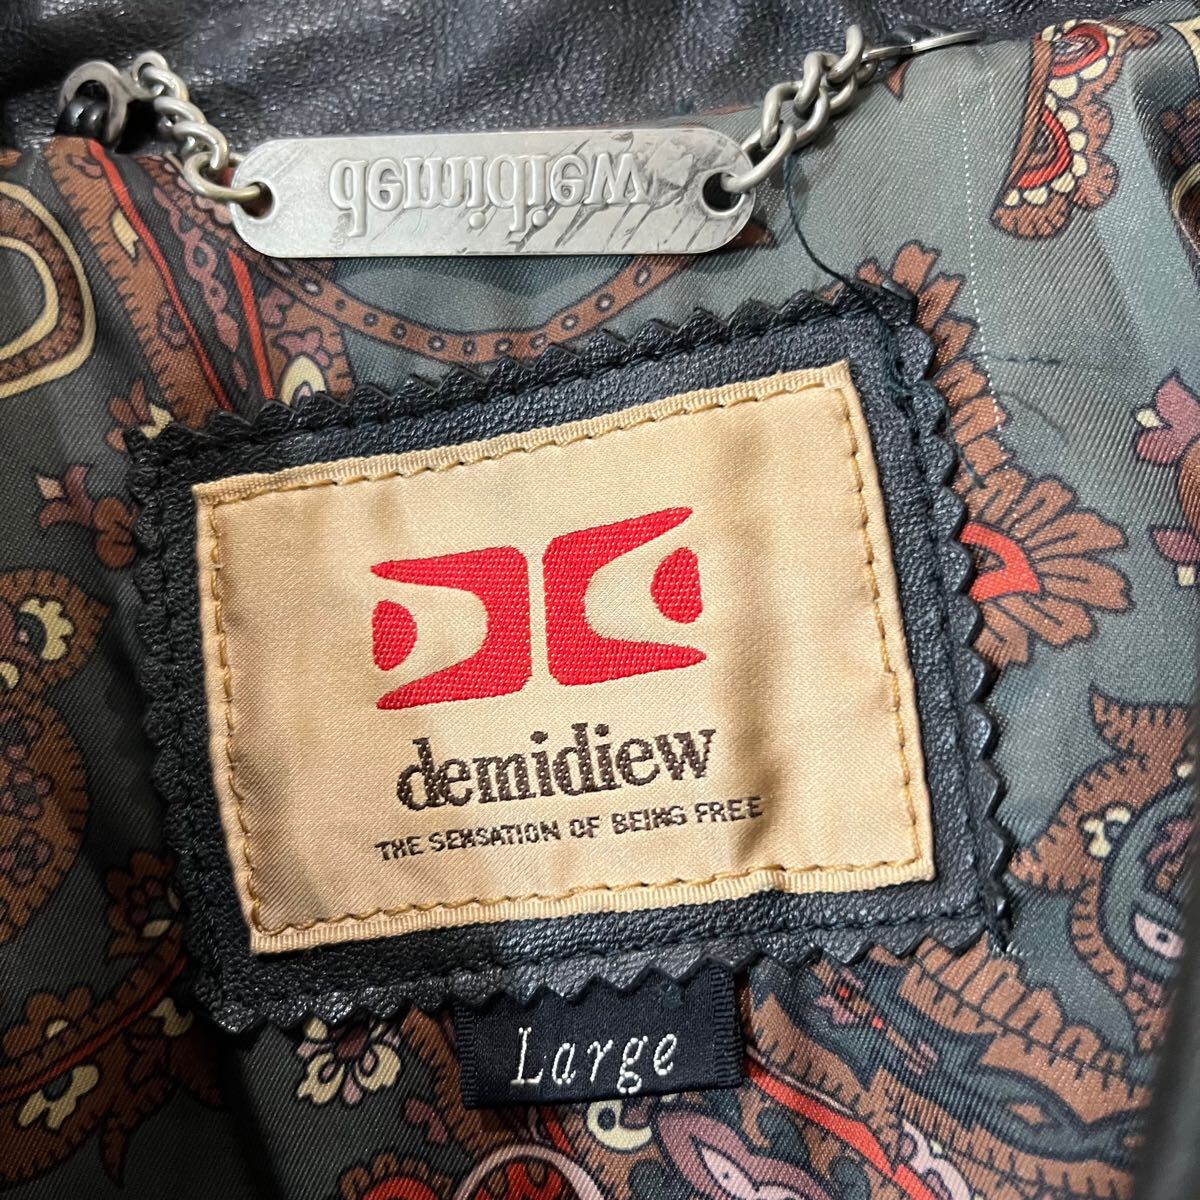 demidiew
demidiew
THE SENSATION OF BEING FREE
Large